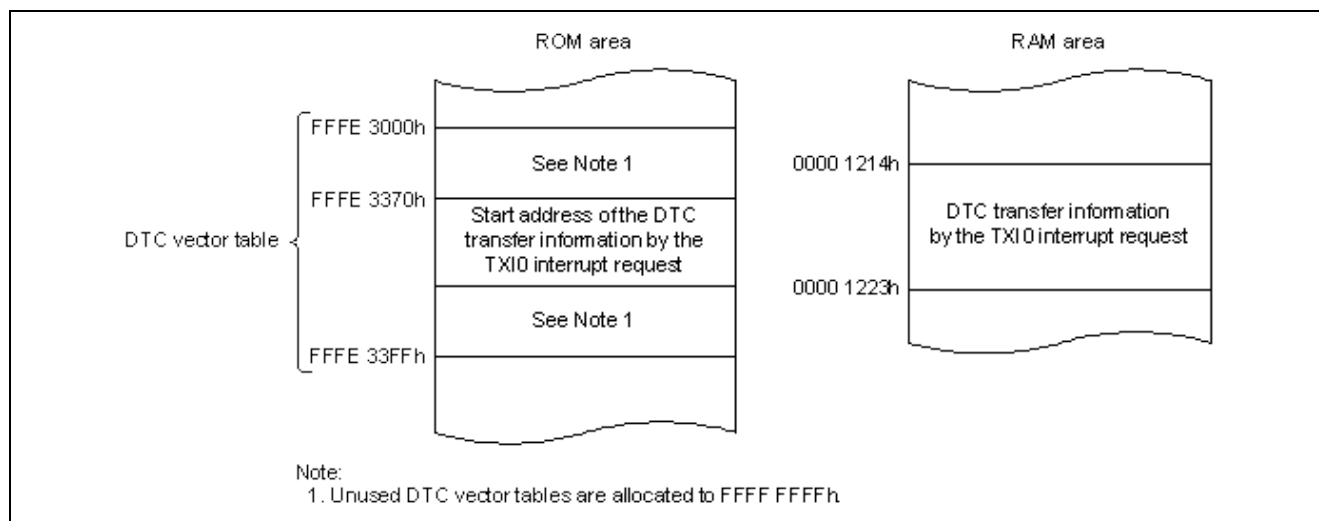 ROM area
RAM area
FFFE 3000h
See Note 1
0000 1214h
FFFE 3370h
Start address of the DTC
transfer information by the
TXI0 interrupt request
DTC transfer information
by the TXI0 interrupt request
DTC vector table
0000 1223h
See Note 1
FFFE 33FFh
Note:
1. Unused DTC vector tables are allocated to FFFF FFFFh.